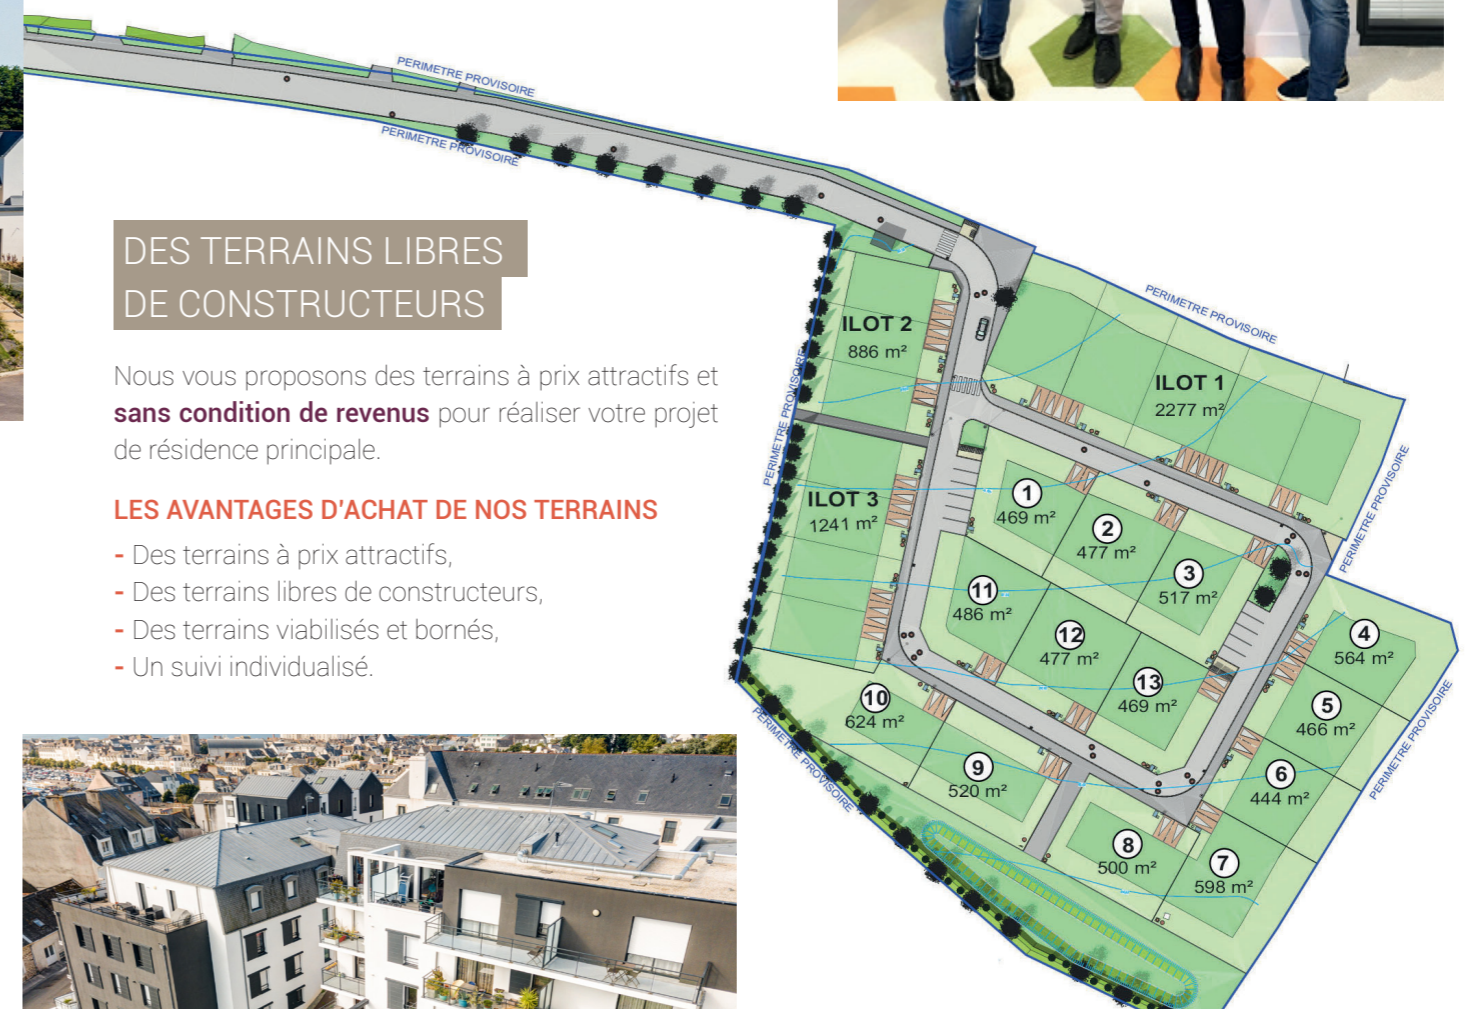 PERIMETRE PROVISOIRE
PERIMETRE PROVISOIRE
DES TERRAINS LIBRES
DE CONSTRUCTEURS
Nous vous proposons des terrains à prix attractifs et
sans condition de revenus pour réaliser votre projet
de résidence principale.
LES AVANTAGES D'ACHAT DE NOS TERRAINS
- Des terrains à prix attractifs,
- Des terrains libres de constructeurs,
- Des terrains viabilisés et bornés,
- Un suivi individualisé.
PERIMETRE PROVISOIRE
ILOT 2
886 m²
PERIMETRE PROVISOIRE
ILOT 1
2277 m²
ILOT 3
1241 m²
PERIMETRE PROVISOIRE
1
469 m²
2
477 m²
3
517 m²
11
486 m²
12
477 m²
13
469 m²
4
564 m²
5
466 m²
6
444 m²
7
598 m²
8
500 m²
9
520 m²
10
624 m²
PERIMETRE PROVISOIRE
PERIMETRE PROVISOIRE